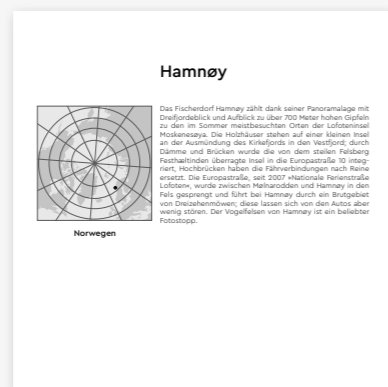 Hamnøy
Das Fischerdorf Hamnøy zählt dank seiner Panoramalage mit
Dreifjordeblick und Aufblick zu über 700 Meter hohen Gipfeln
zu den im Sommer meistbesuchten Orten der Lofoteninsel
Moskenesøya. Die Holzhäuser stehen auf einer kleinen Insel
an der Ausmündung des Kirkefjords in den Vestfjord; durch
Dämme und Brücken wurde die von dem steilen Felsberg
Festhæltinden überragte Insel in die Europastraße 10 integ-
riert, Hochbrücken haben die Fährverbindungen nach Reine
ersetzt. Die Europastraße, seit 2007 »Nationale Ferienstraße
Lofoten«, wurde zwischen Mølnarodden und Hamnøy in den
Fels gesprengt und führt bei Hamnøy durch ein Brutgebiet
von Dreizehenmöwen; diese lassen sich von den Autos aber
wenig stören. Der Vogelfelsen von Hamnøy ist ein beliebter
Fotostopp.
Norwegen